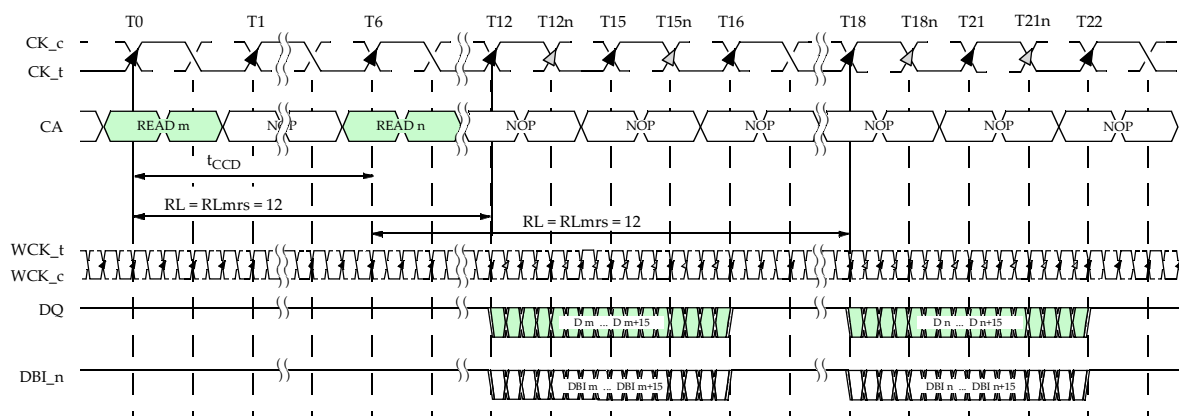 T0 T1 T6 T12 T12n T15 T15n T16 T18 T18n T21 T21n T22
CK_c
CK_t
CA READ m NOP READ n NOP NOP NOP NOP NOP NOP
tCCD
RL = RLmrs = 12
RL = RLmrs = 12
WCK_t
WCK_c
DQ
D m ... D m+15 D n ... D n+15
DBI_n
DBI m ... DBI m+15 DBI n ... DBI n+15